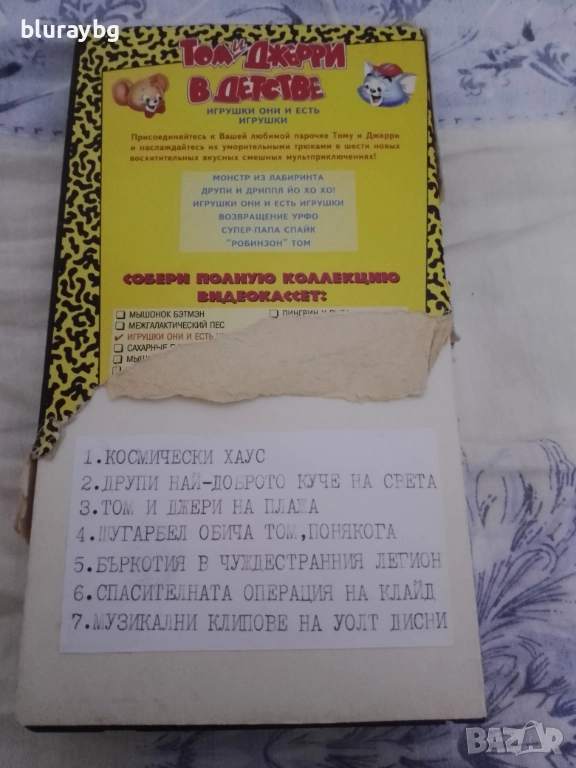 bluraybg
ТОМ И ДЖЕРРИ
В ДЕТСТВЕ
ИГРУШКИ ОНИ И ЕСТЬ
ИГРУШКИ
Присоединяйтесь к Вашей любимой парочке Тому и Джерри
и наслаждайтесь их уморительными трюками в шести новых
восхитительных вкусных смешных мультприключениях!
МОНСТР ИЗ ЛАБИРИНТА
ДРУПИ И ДРИППЛ ЙО ХО ХО!
ИГРУШКИ ОНИ И ЕСТЬ ИГРУШКИ
ВОЗВРАЩЕНИЕ УРФО
СУПЕР-ПАПА СПАЙК
"РОБИНЗОН" ТОМ
СОБЕРИ ПОЛНУЮ КОЛЛЕКЦИЮ
ВИДЕОКАССЕТ:
МЫШОНОК БЭТМЭН
МЕЖГАЛАКТИЧЕСКИЙ ПЕС
ИГРУШКИ ОНИ И ЕСТЬ
САХАРНЫЕ
1.КОСМИЧЕСКИ ХАУС
2.ДРУПИ НАЙ-ДОБРОТО КУЧЕ НА СВЕТА
3.ТОМ И ДЖЕРИ НА ПЛАЖА
4.ШУГАРБЕЛ ОБИЧА ТОМ,ПОНЯКОГА
5.БЪРКОТИЯ В ЧУЖДЕСТРАННИЯ ЛЕГИОН
6.СПАСИТЕЛНАТА ОПЕРАЦИЯ НА КЛАЙД
7.МУЗИКАЛНИ КЛИПОВЕ НА УОЛТ ДИСНИ
BAZAR